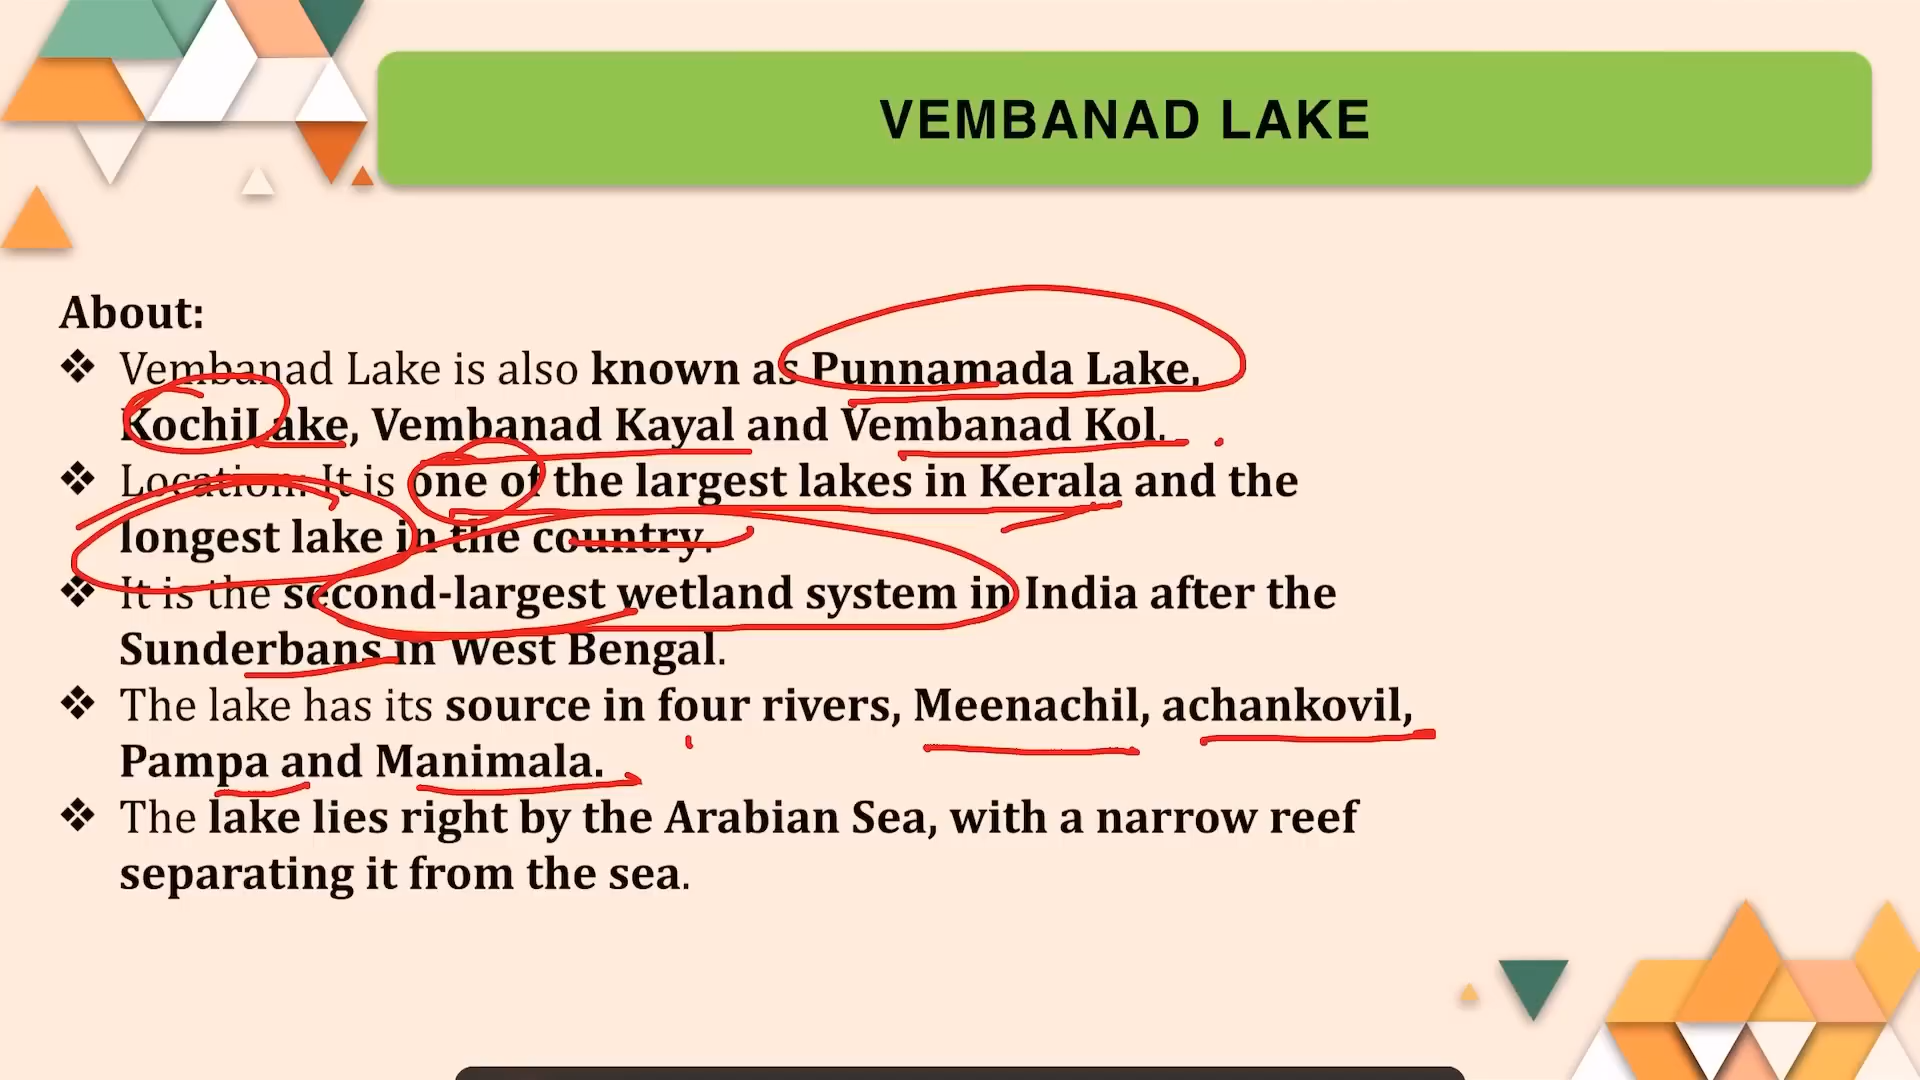 VEMBANAD LAKE
About:
❖ Vembanad Lake is also known as Punnamada Lake,
KochiLake, Vembanad Kayal and Vembanad Kol.
❖ Location: It is one of the largest lakes in Kerala and the
longest lake in the country.
❖ It is the second-largest wetland system in India after the
Sunderbans in West Bengal.
❖ The lake has its source in four rivers, Meenachil, achankovil,
Pampa and Manimala.
❖ The lake lies right by the Arabian Sea, with a narrow reef
separating it from the sea.